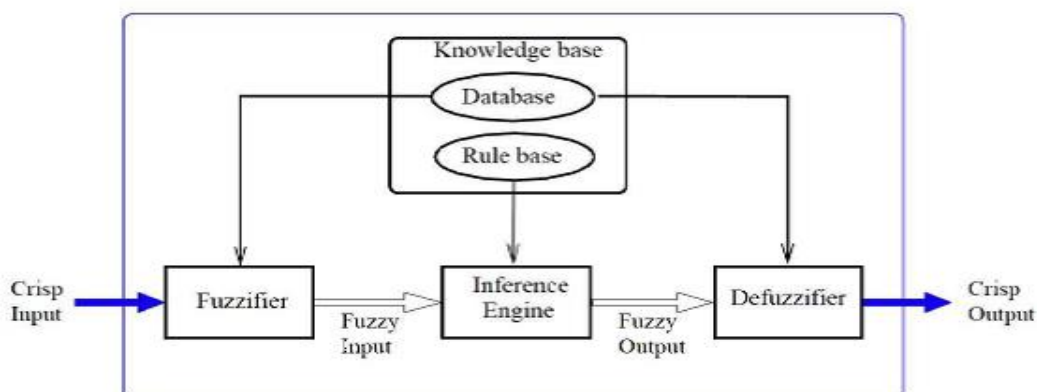 Knowledge base
Database
Rule base
Crisp
Input
Fuzzifier
Fuzzy
Input
Inference
Engine
Fuzzy
Output
Defuzzifier
Crisp
Output